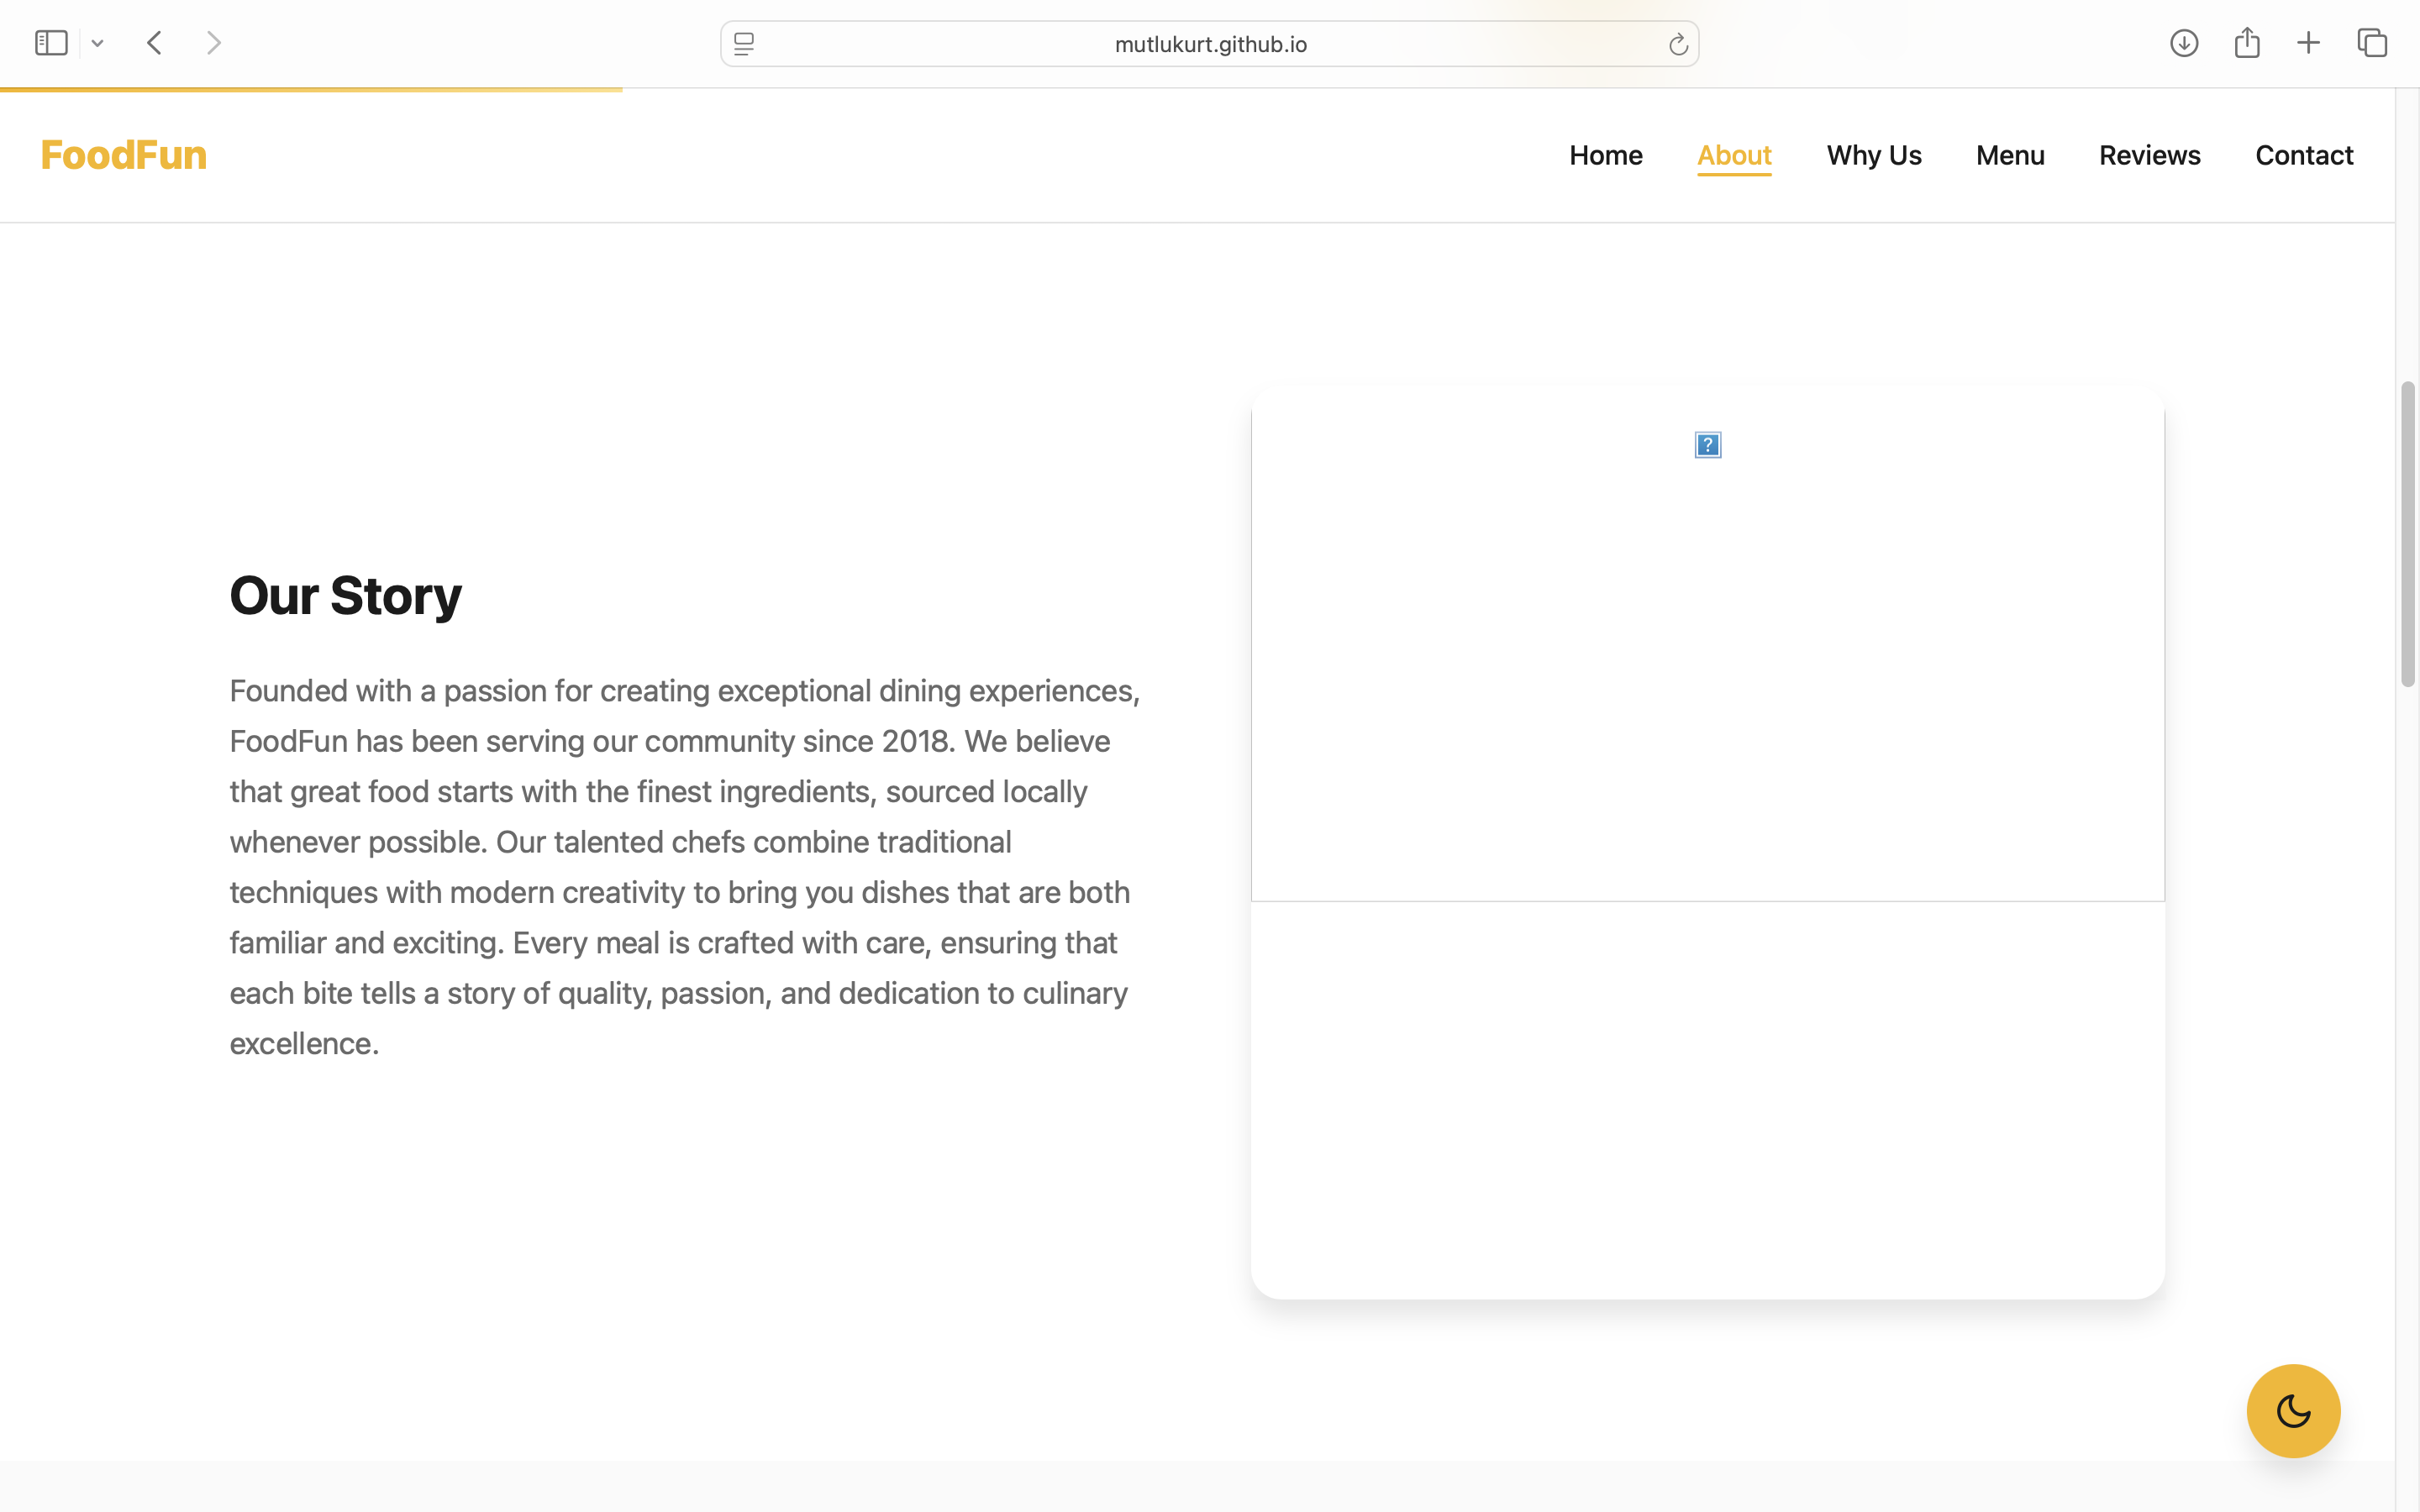 mutlukurt.github.io
FoodFun
Home About Why Us Menu Reviews Contact
?
Our Story
Founded with a passion for creating exceptional dining experiences,
FoodFun has been serving our community since 2018. We believe
that great food starts with the finest ingredients, sourced locally
whenever possible. Our talented chefs combine traditional
techniques with modern creativity to bring you dishes that are both
familiar and exciting. Every meal is crafted with care, ensuring that
each bite tells a story of quality, passion, and dedication to culinary
excellence.